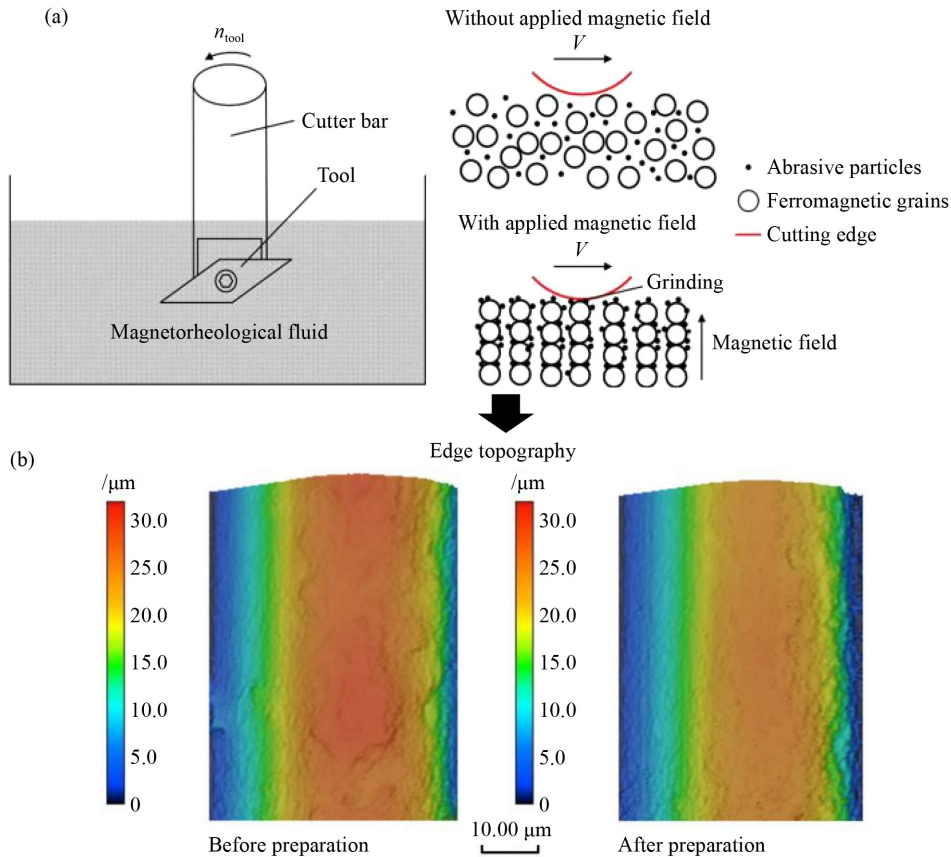 (a)
n_tool
Cutter bar
Tool
Magnetorheological fluid
Without applied magnetic field
V
Abrasive particles
Ferromagnetic grains
Cutting edge
With applied magnetic field
V
Grinding
Magnetic field
Edge topography
(b)
/μm
30.0
25.0
20.0
15.0
10.0
5.0
0
Before preparation
/μm
30.0
25.0
20.0
15.0
10.0
5.0
0
10.00 μm
After preparation